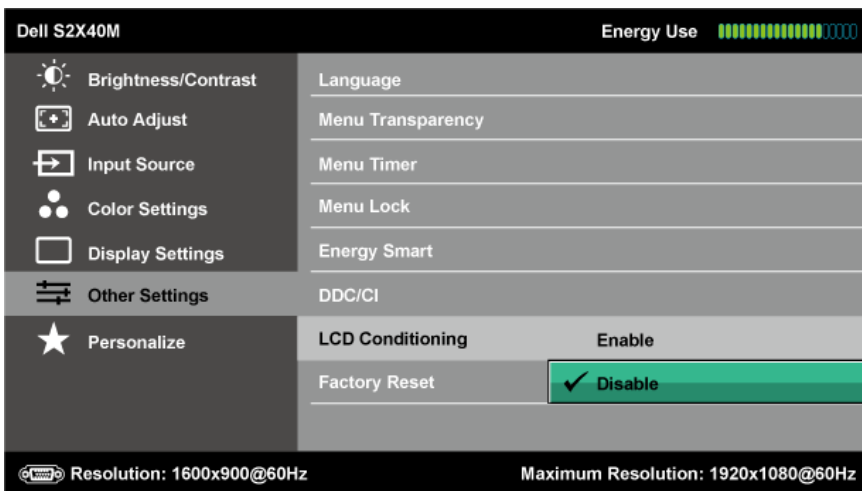 Dell S2X40M
Energy Use
Brightness/Contrast
Auto Adjust
Input Source
Color Settings
Display Settings
Other Settings
Personalize
Language
Menu Transparency
Menu Timer
Menu Lock
Energy Smart
DDC/CI
LCD Conditioning
Enable
Factory Reset
Disable
Resolution: 1600x900@60Hz
Maximum Resolution: 1920x1080@60Hz